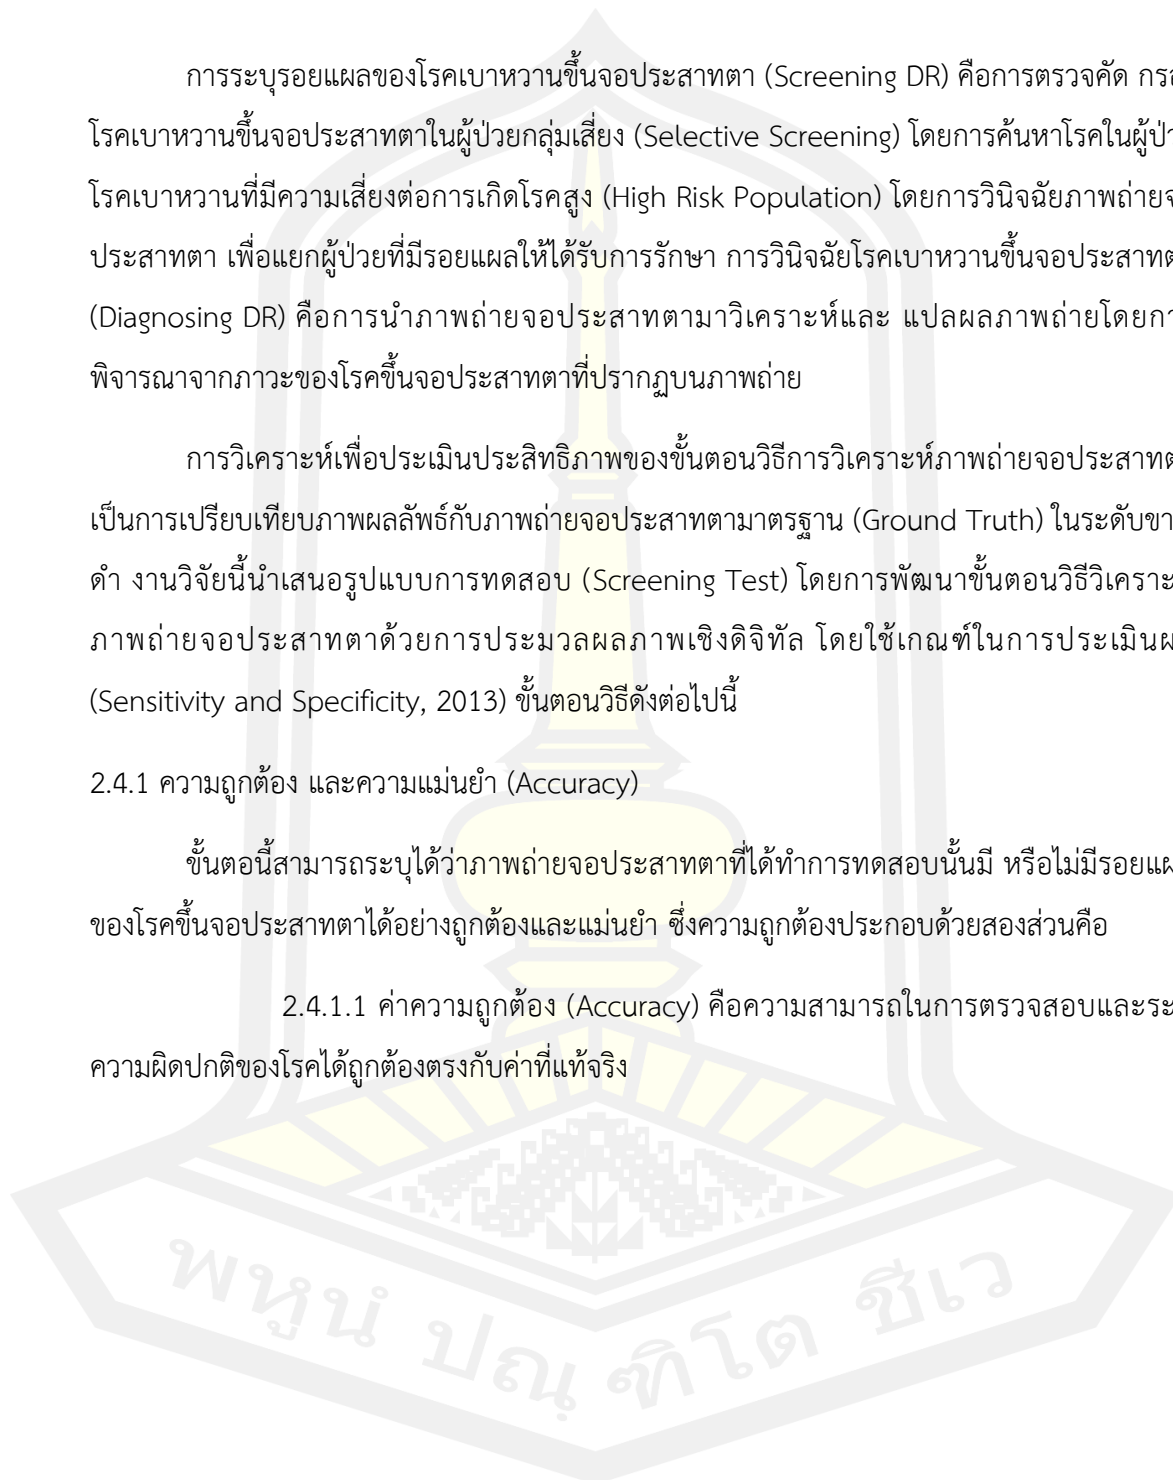 การระบุรอยแผลของโรคเบาหวานขึ้นจอประสาทตา (Screening DR) คือการตรวจคัด กรอ
โรคเบาหวานขึ้นจอประสาทตาในผู้ป่วยกลุ่มเสี่ยง (Selective Screening) โดยการค้นหาโรคในผู้ป่ว
โรคเบาหวานที่มีความเสี่ยงต่อการเกิดโรคสูง (High Risk Population) โดยการวินิจฉัยภาพถ่ายจ
ประสาทตา เพื่อแยกผู้ป่วยที่มีรอยแผลให้ได้รับการรักษา การวินิจฉัยโรคเบาหวานขึ้นจอประสาทต
(Diagnosing DR) คือการนำภาพถ่ายจอประสาทตามาวิเคราะห์และ แปลผลภาพถ่ายโดยกา
พิจารณาจากภาวะของโรคขึ้นจอประสาทตาที่ปรากฏบนภาพถ่าย
การวิเคราะห์เพื่อประเมินประสิทธิภาพของขั้นตอนวิธีการวิเคราะห์ภาพถ่ายจอประสาทต
เป็นการเปรียบเทียบภาพผลลัพธ์กับภาพถ่ายจอประสาทตามาตรฐาน (Ground Truth) ในระดับขา
ดำ งานวิจัยนี้นำเสนอรูปแบบการทดสอบ (Screening Test) โดยการพัฒนาขั้นตอนวิธีวิเคราะ
ภาพถ่ายจอประสาทตาด้วยการประมวลผลภาพเชิงดิจิทัล โดยใช้เกณฑ์ในการประเมินผ
(Sensitivity and Specificity, 2013) ขั้นตอนวิธีดังต่อไปนี้
2.4.1 ความถูกต้อง และความแม่นยำ (Accuracy)
ขั้นตอนี้สามารถระบุได้ว่าภาพถ่ายจอประสาทตาที่ได้ทำการทดสอบนั้นมี หรือไม่มีรอยแผ
ของโรคขึ้นจอประสาทตาได้อย่างถูกต้องและแม่นยำ ซึ่งความถูกต้องประกอบด้วยสองส่วนคือ
2.4.1.1 ค่าความถูกต้อง (Accuracy) คือความสามารถในการตรวจสอบและระ
ความผิดปกติของโรคได้ถูกต้องตรงกับค่าที่แท้จริง
พหูนํ ปณฺ ฑิโต ชีเว